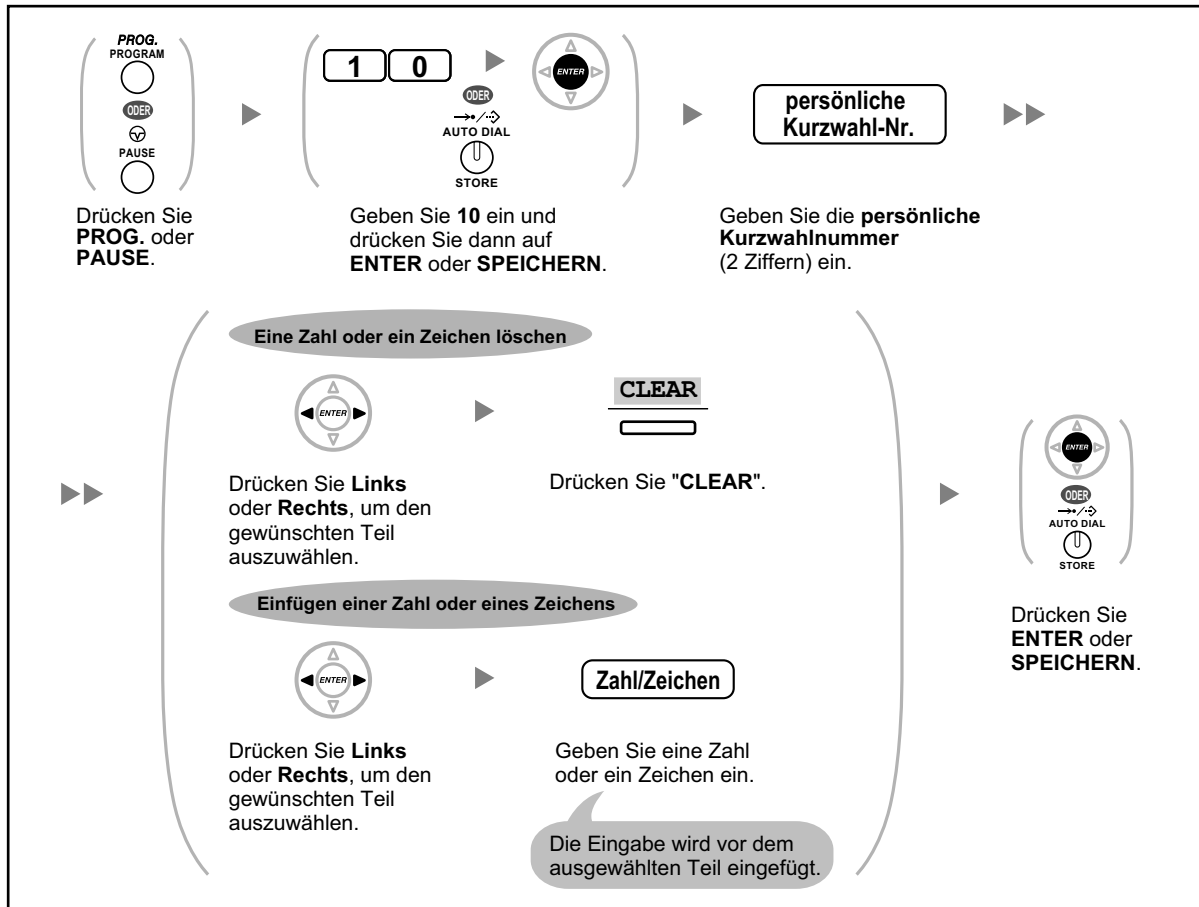 PROG.
PROGRAM
ODER
PAUSE
Drücken Sie
PROG. oder
PAUSE.
1 0
ENTER
ODER
AUTO DIAL
STORE
Geben Sie 10 ein und
drücken Sie dann auf
ENTER oder SPEICHERN.
persönliche
Kurzwahl-Nr.
Geben Sie die persönliche
Kurzwahlnummer
(2 Ziffern) ein.
Eine Zahl oder ein Zeichen löschen
ENTER
CLEAR
Drücken Sie Links
oder Rechts, um den
gewünschten Teil
auszuwählen.
Drücken Sie "CLEAR".
Einfügen einer Zahl oder eines Zeichens
ENTER
Zahl/Zeichen
Drücken Sie Links
oder Rechts, um den
gewünschten Teil
auszuwählen.
Geben Sie eine Zahl
oder ein Zeichen ein.
Die Eingabe wird vor dem
ausgewählten Teil eingefügt.
ENTER
ODER
AUTO DIAL
STORE
Drücken Sie
ENTER oder
SPEICHERN.